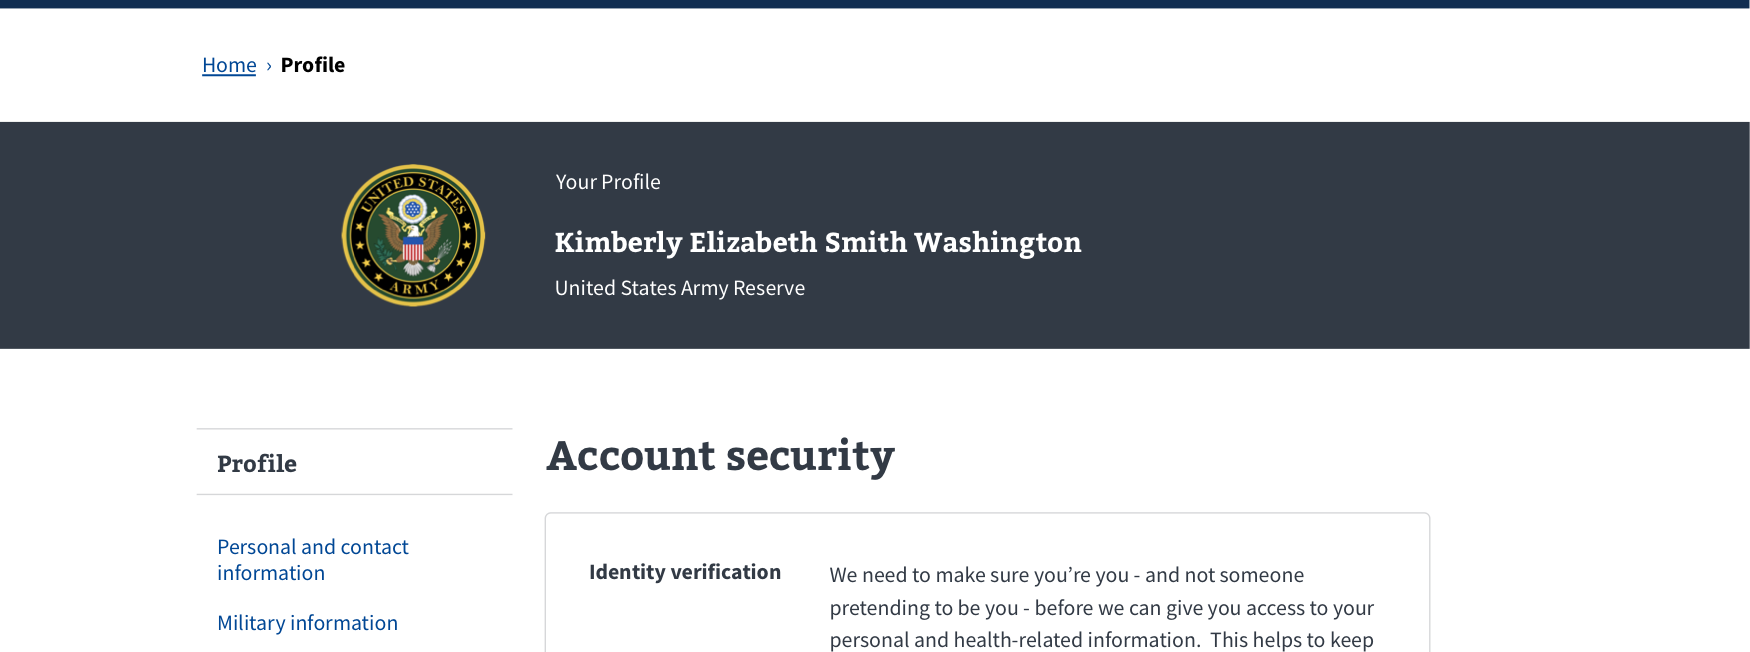 Home › Profile
UNITED STATES
ARMY
Your Profile
Kimberly Elizabeth Smith Washington
United States Army Reserve
Profile
Personal and contact
information
Military information
Account security
Identity verification
We need to make sure you’re you - and not someone
pretending to be you - before we can give you access to your
personal and health-related information.  This helps to keep